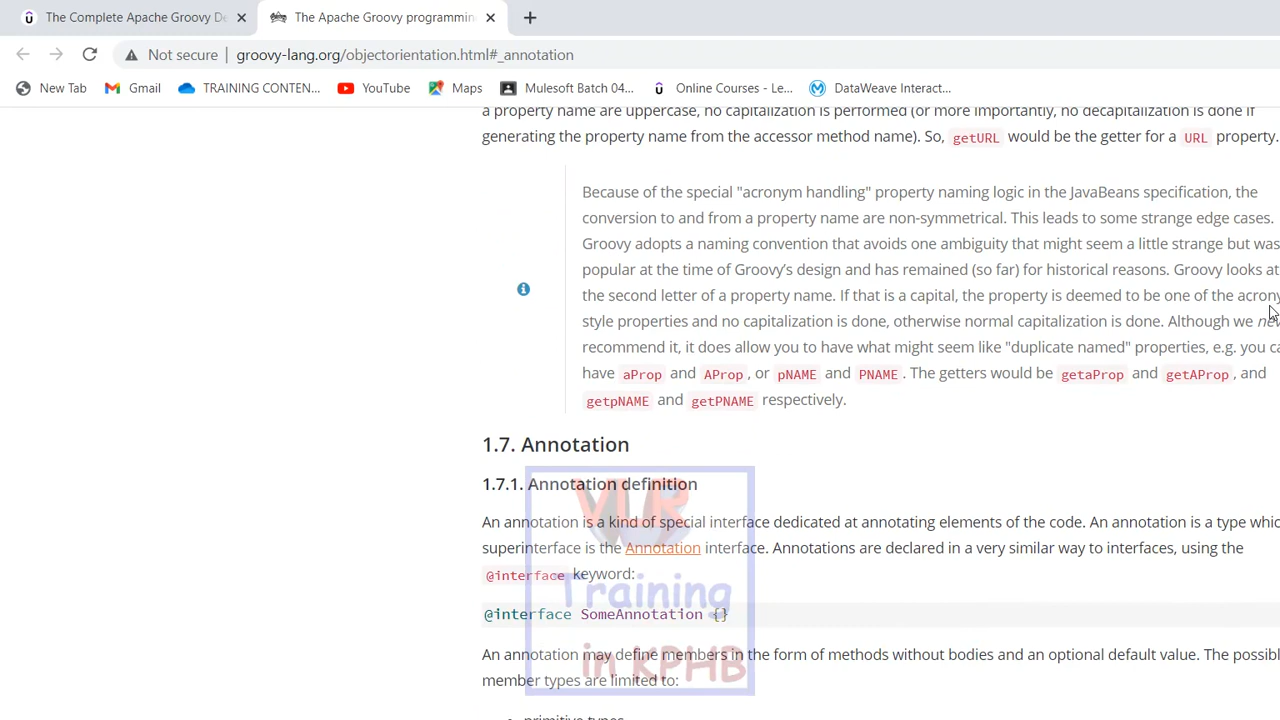 The Complete Apache Groovy De
The Apache Groovy programmin
Not secure
groovy-lang.org/objectorientation.html#_annotation
New Tab
Gmail
TRAINING CONTEN...
YouTube
Maps
Mulesoft Batch 04...
Online Courses - Le...
DataWeave Interact...
a property name are uppercase, no capitalization is performed (or more importantly, no decapitalization is done if
generating the property name from the accessor method name). So, getURL would be the getter for a URL property.
Because of the special "acronym handling" property naming logic in the JavaBeans specification, the
conversion to and from a property name are non-symmetrical. This leads to some strange edge cases.
Groovy adopts a naming convention that avoids one ambiguity that might seem a little strange but was
popular at the time of Groovy's design and has remained (so far) for historical reasons. Groovy looks at
the second letter of a property name. If that is a capital, the property is deemed to be one of the acrony
style properties and no capitalization is done, otherwise normal capitalization is done. Although we nev
recommend it, it does allow you to have what might seem like "duplicate named" properties, e.g. you ca
have aProp and AProp, or pNAME and PNAME. The getters would be getaProp and getAProp, and
getpNAME and getPNAME respectively.
1.7. Annotation
1.7.1. Annotation definition
An annotation is a kind of special interface dedicated at annotating elements of the code. An annotation is a type whic
superinterface is the Annotation interface. Annotations are declared in a very similar way to interfaces, using the
@interface keyword:
@interface SomeAnnotation {}
An annotation may define members in the form of methods without bodies and an optional default value. The possib
member types are limited to:
primitive types
VLR
Training
in KPHB